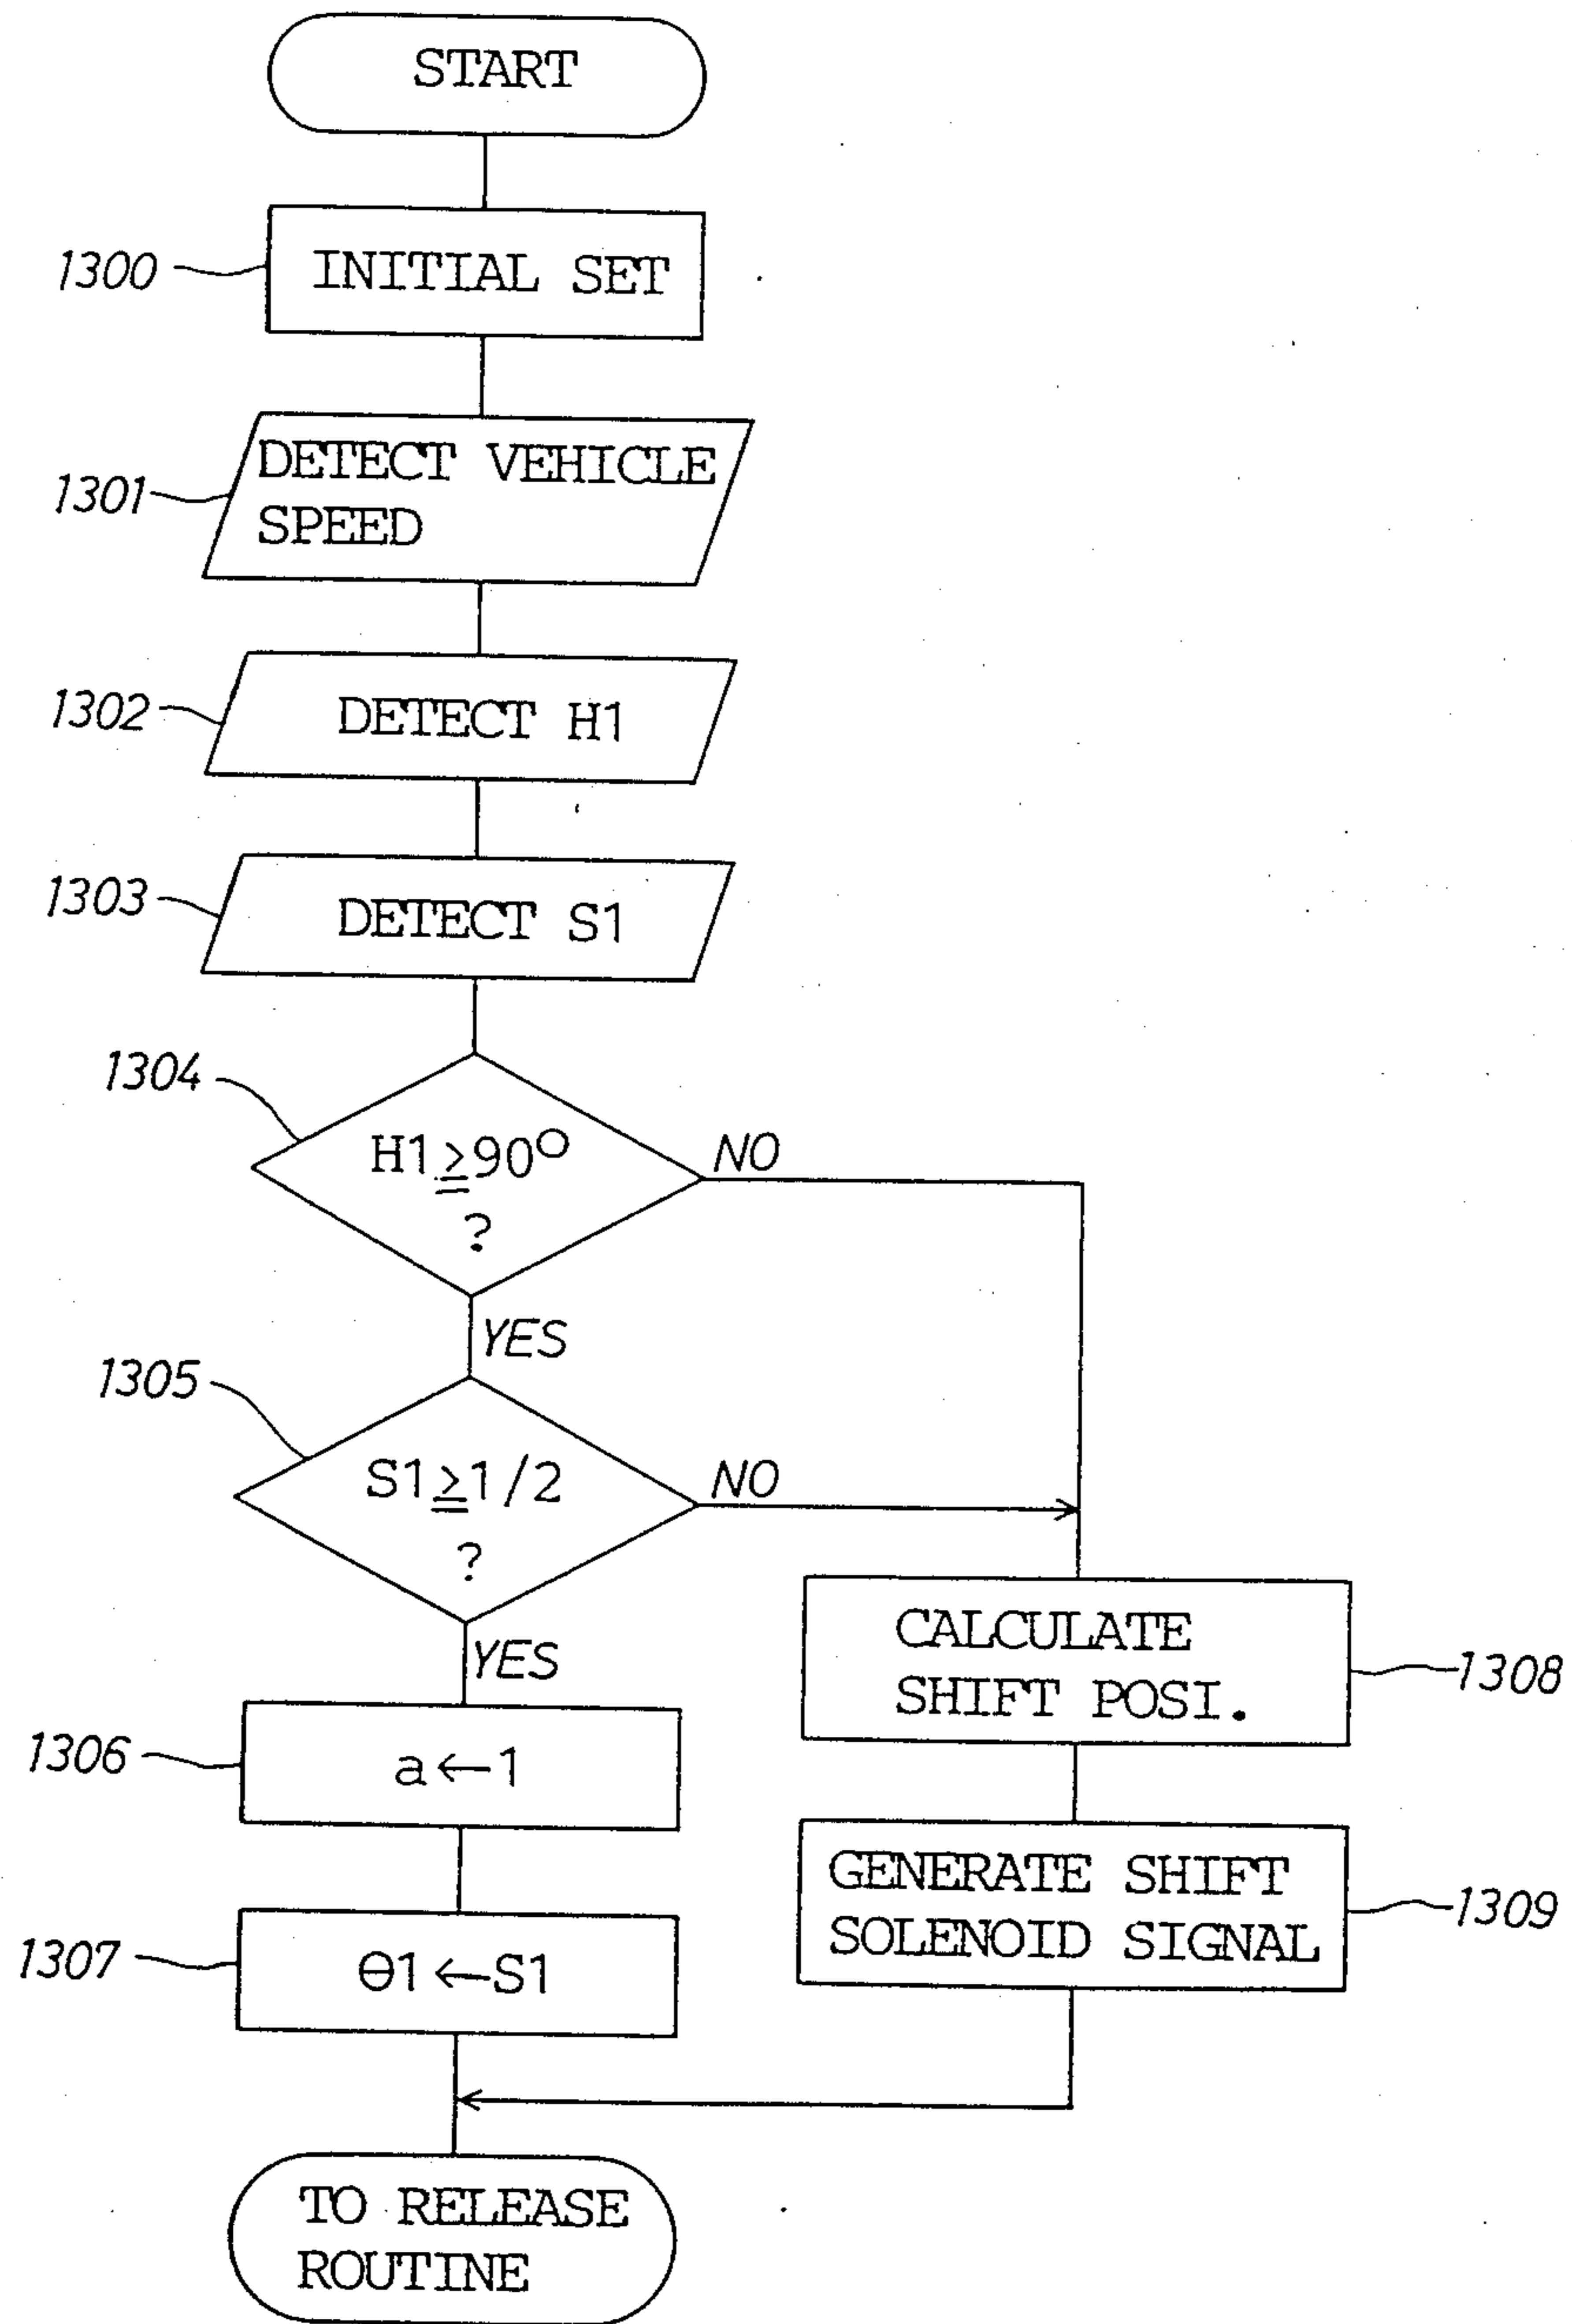 START
1300
INITIAL SET
1301
DETECT VEHICLE
SPEED
1302
DETECT H1
1303
DETECT S1
1304
H1≧90°
?
NO
YES
1305
S1≧1/2
?
NO
YES
1306
a←1
1307
θ1←S1
CALCULATE
SHIFT POSI.
1308
GENERATE SHIFT
SOLENOID SIGNAL
1309
TO RELEASE
ROUTINE